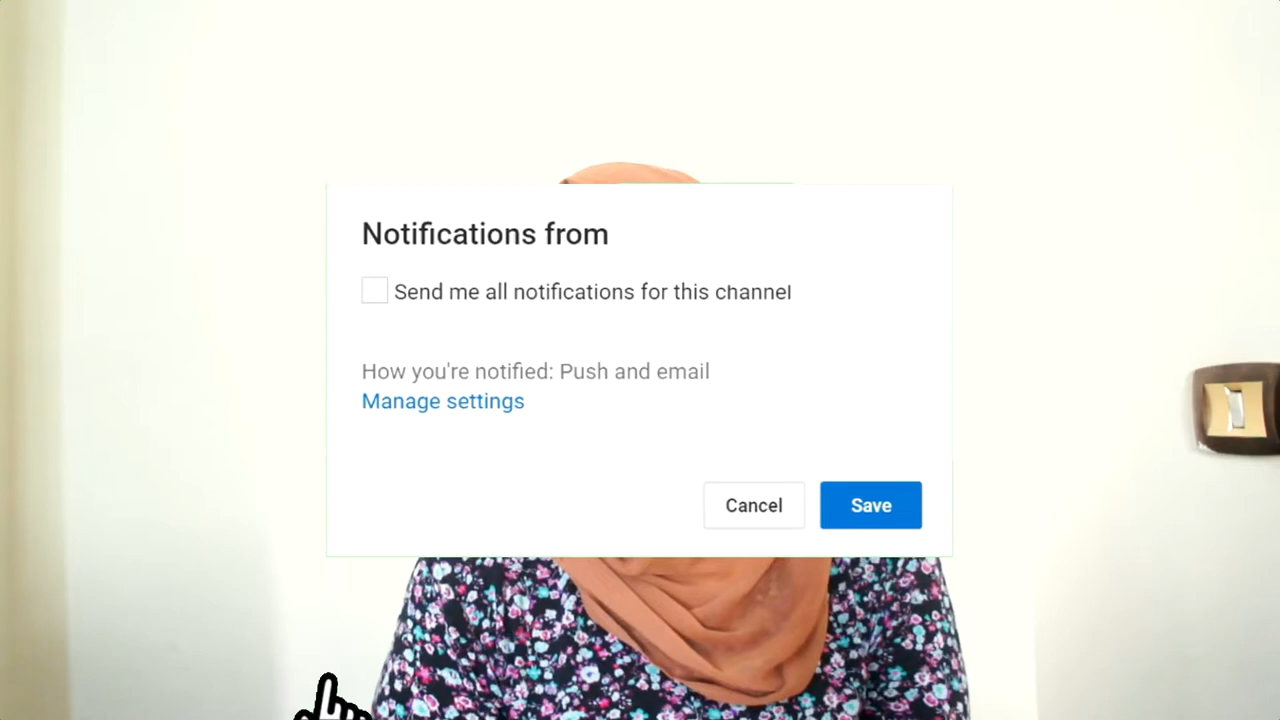 Notifications from
Send me all notifications for this channel
How you're notified: Push and email
Manage settings
Cancel
Save